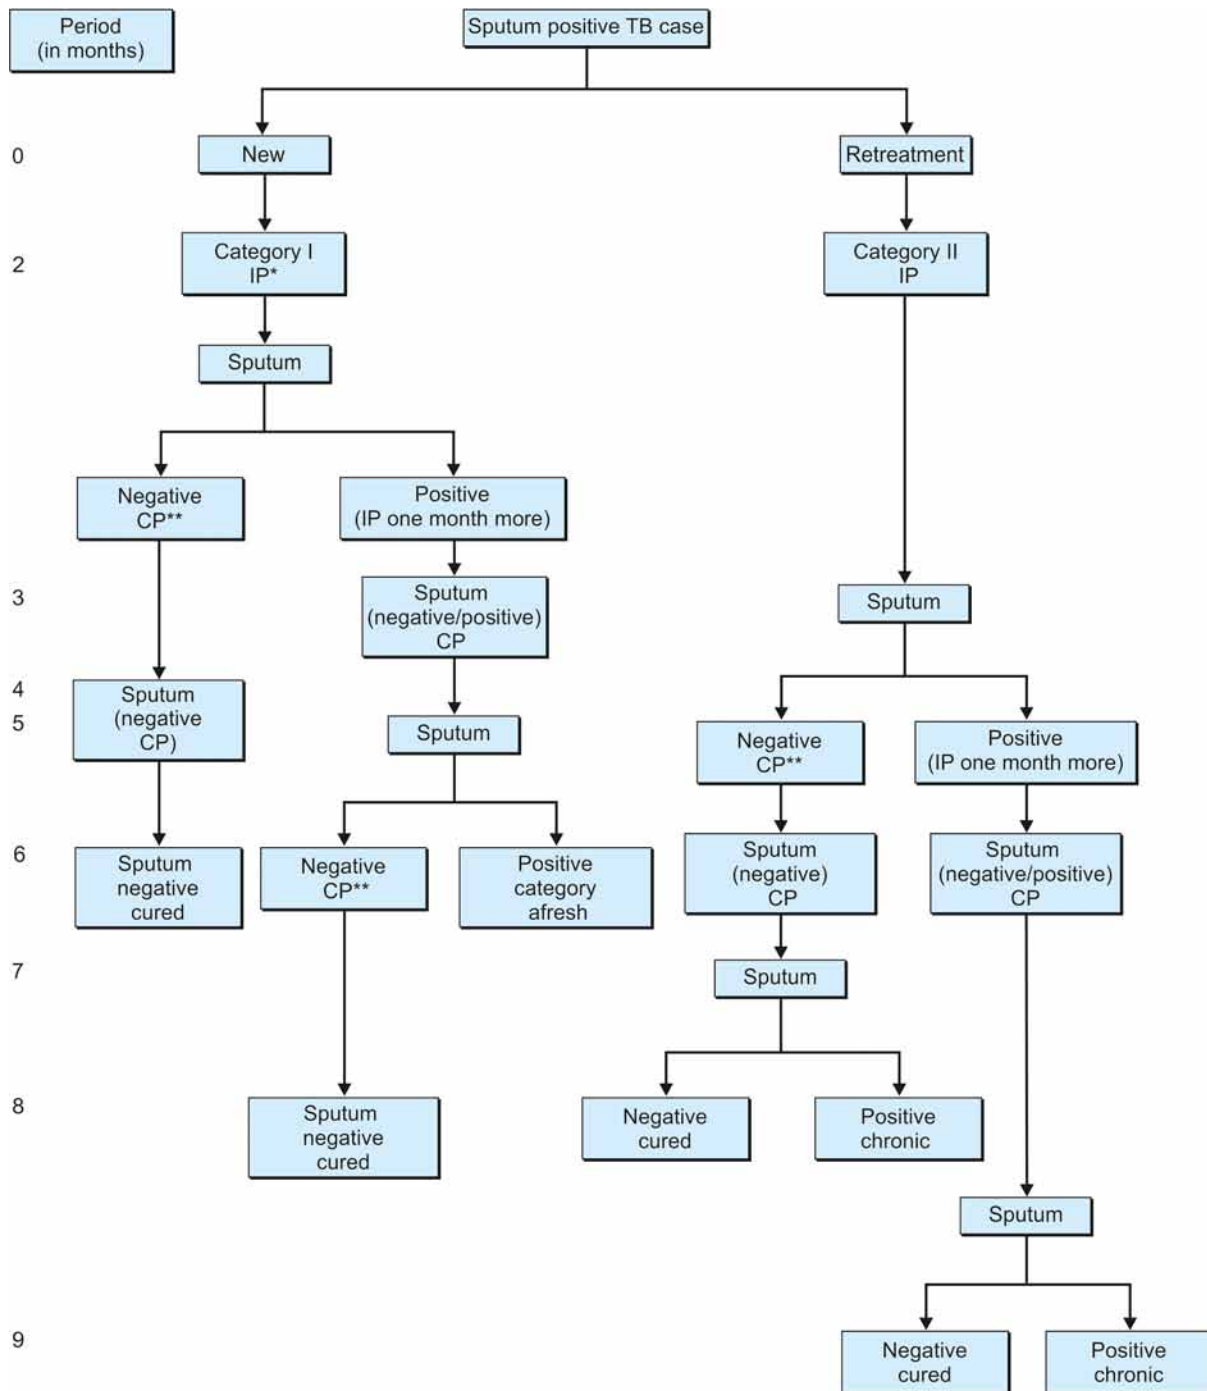 Period
(in months)
Sputum positive TB case
0
New
Retreatment
2
Category I
IP*
Category II
IP
Sputum
Negative
CP**
Positive
(IP one month more)
3
Sputum
(negative/positive)
CP
Sputum
4
5
Sputum
(negative
CP)
Sputum
Negative
CP**
Positive
(IP one month more)
6
Sputum
negative
cured
Negative
CP**
Positive
category
afresh
Sputum
(negative)
CP
Sputum
(negative/positive)
CP
7
Sputum
8
Sputum
negative
cured
Negative
cured
Positive
chronic
Sputum
9
Negative
cured
Positive
chronic